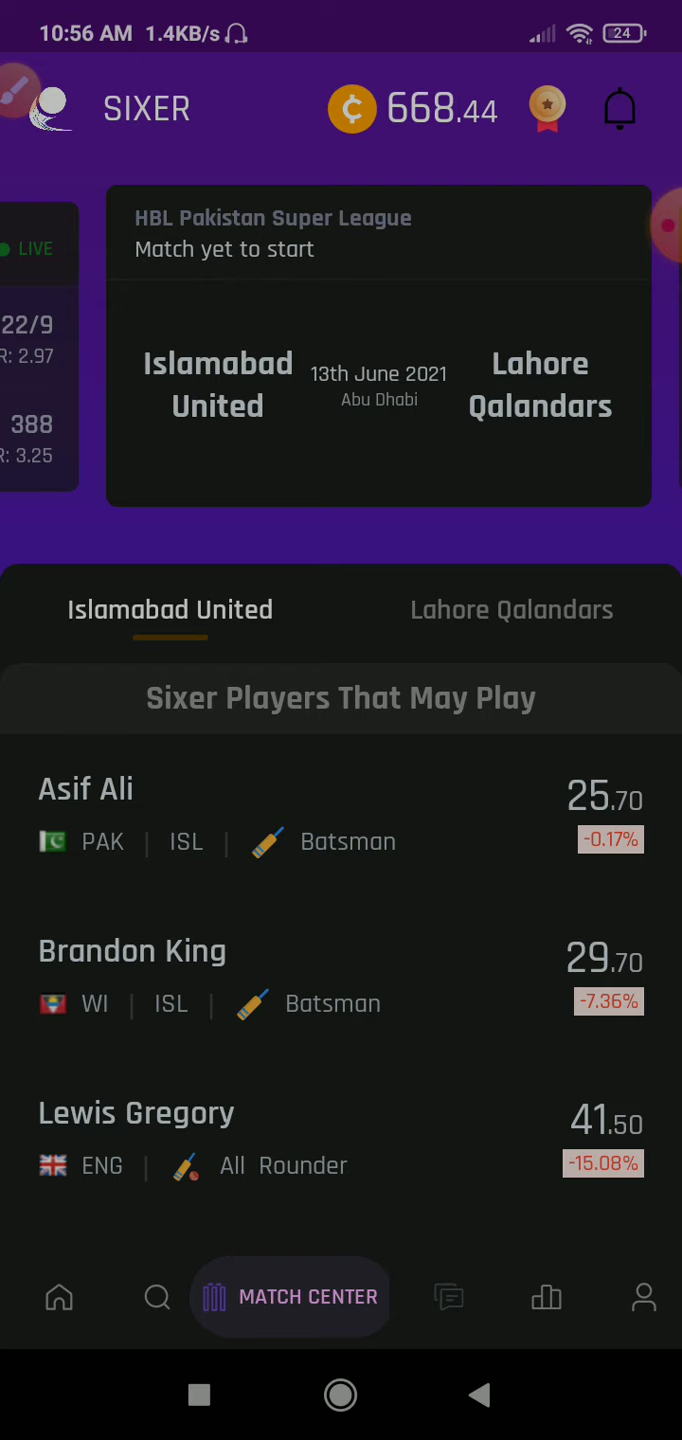 10:56 AM 1.4KB/s 24
SIXER 668.44
LIVE
22/9
R: 2.97
388
R: 3.25
HBL Pakistan Super League
Match yet to start
Islamabad United
13th June 2021
Abu Dhabi
Lahore Qalandars
Islamabad United Lahore Qalandars
Sixer Players That May Play
Asif Ali 25.70
PAK | ISL | Batsman -0.17%
Brandon King 29.70
WI | ISL | Batsman -7.36%
Lewis Gregory 41.50
ENG | All Rounder -15.08%
MATCH CENTER